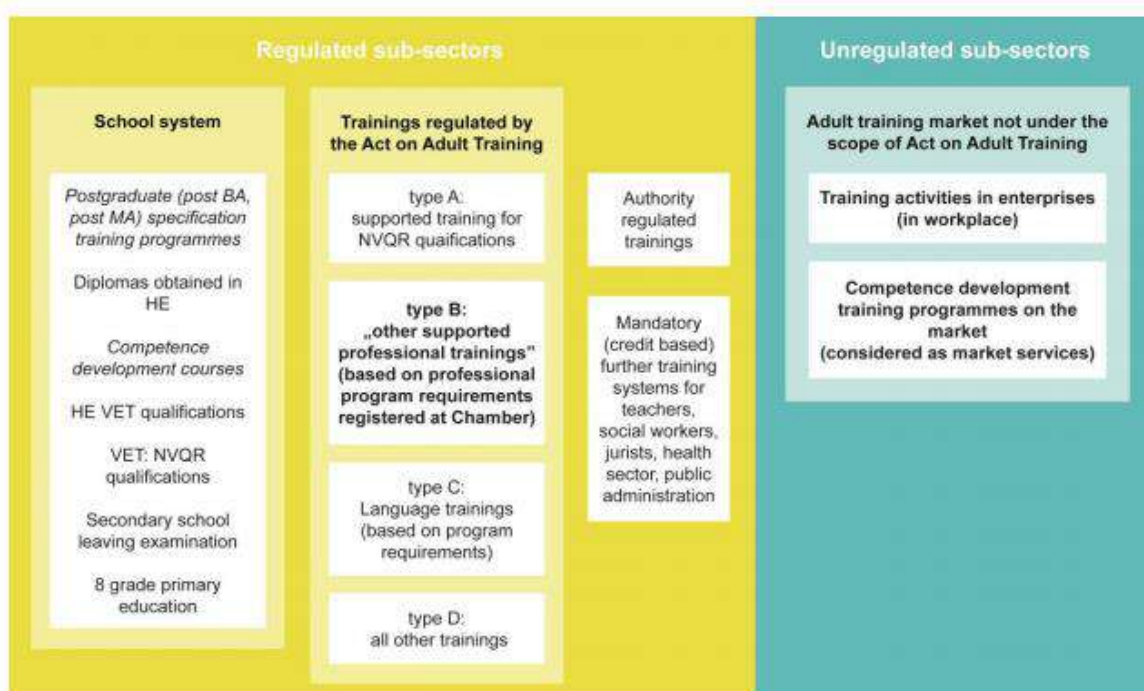 Regulated sub-sectors
School system
Postgraduate (post BA,
post MA) specification
training programmes
Diplomas obtained in
HE
Competence
development courses
HE VET qualifications
VET: NVQR
qualifications
Secondary school
leaving examination
8 grade primary
education
Trainings regulated by
the Act on Adult Training
type A:
supported training for
NVQR quaifications
type B:
„other supported
professional trainings”
(based on professional
program requirements
registered at Chamber)
type C:
Language trainings
(based on program
requirements)
type D:
all other trainings
Authority
regulated
trainings
Mandatory
(credit based)
further training
systems for
teachers,
social workers,
jurists, health
sector, public
administration
Unregulated sub-sectors
Adult training market not under the
scope of Act on Adult Training
Training activities in enterprises
(in workplace)
Competence development
training programmes on the
market
(considered as market services)